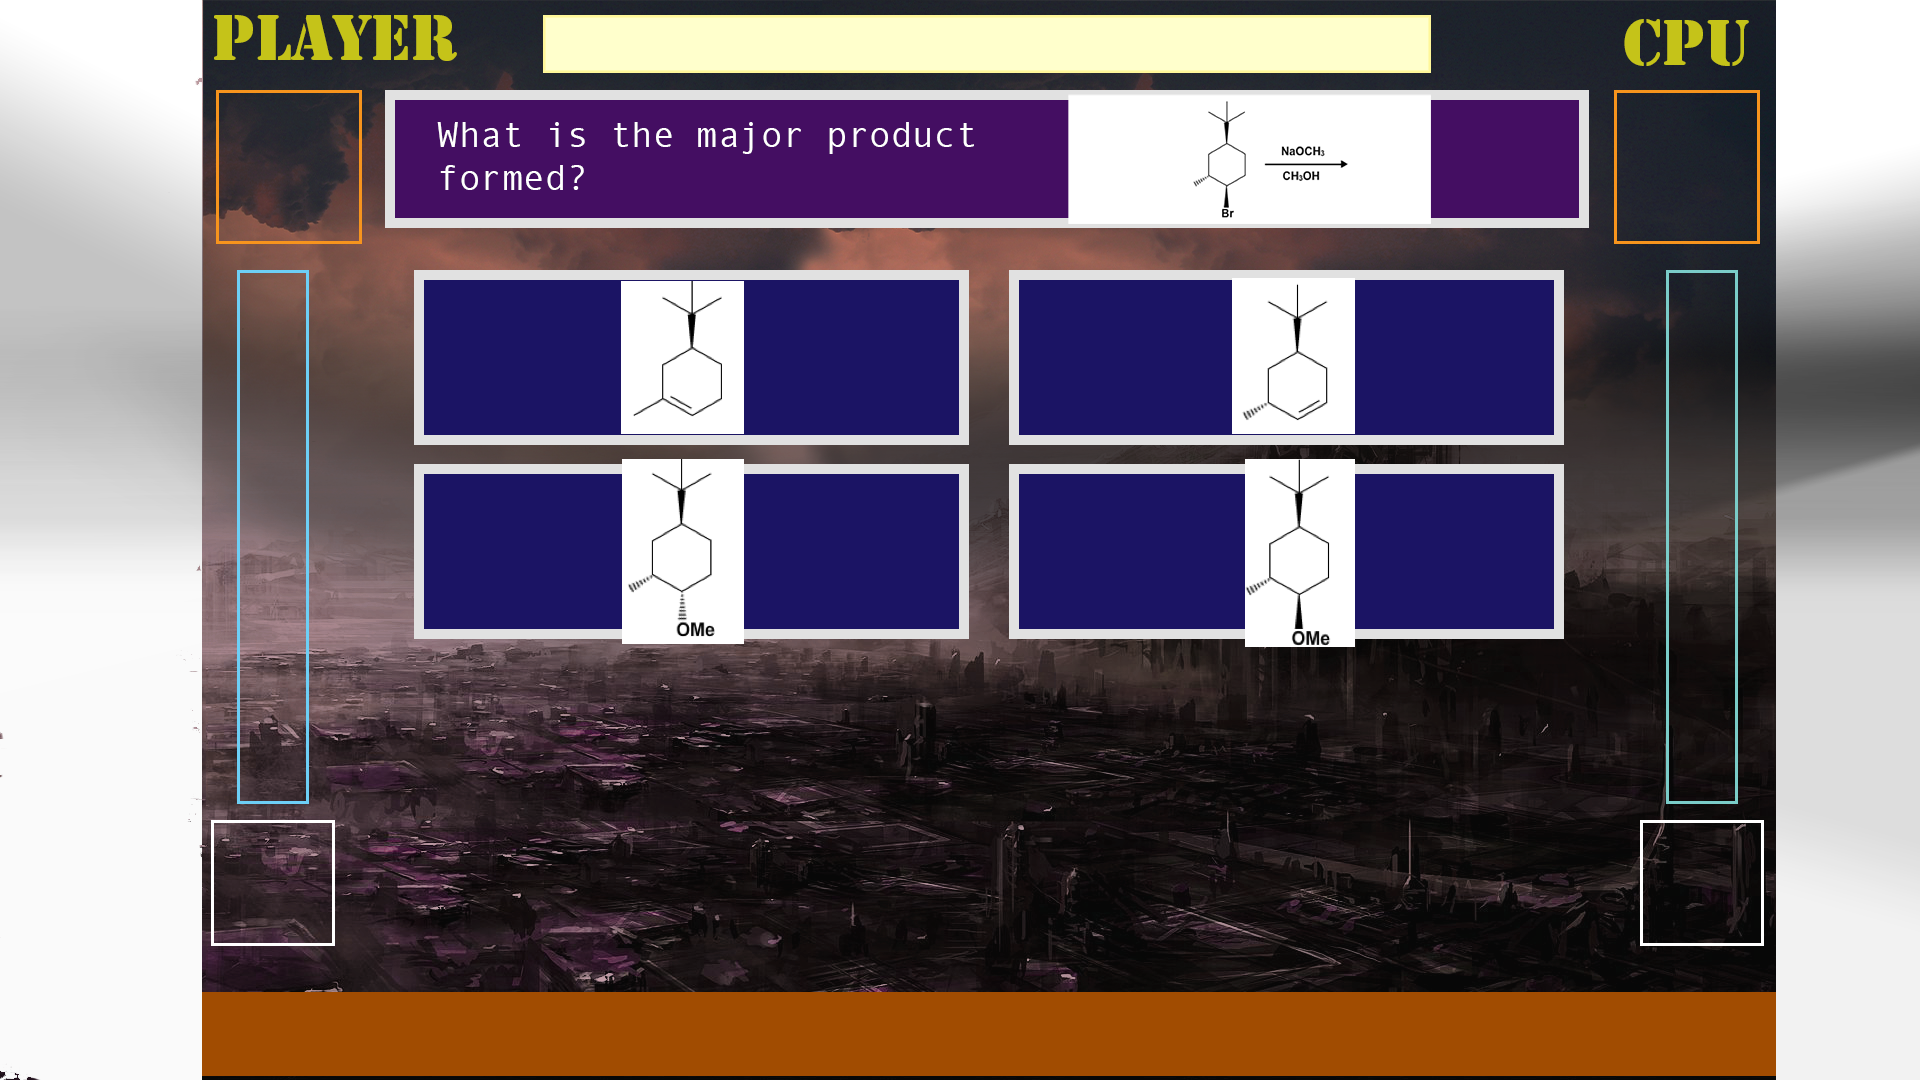 PLAYER
CPU
What is the major product
formed?
NaOCH₃
CH₃OH
Br
OMe
OMe